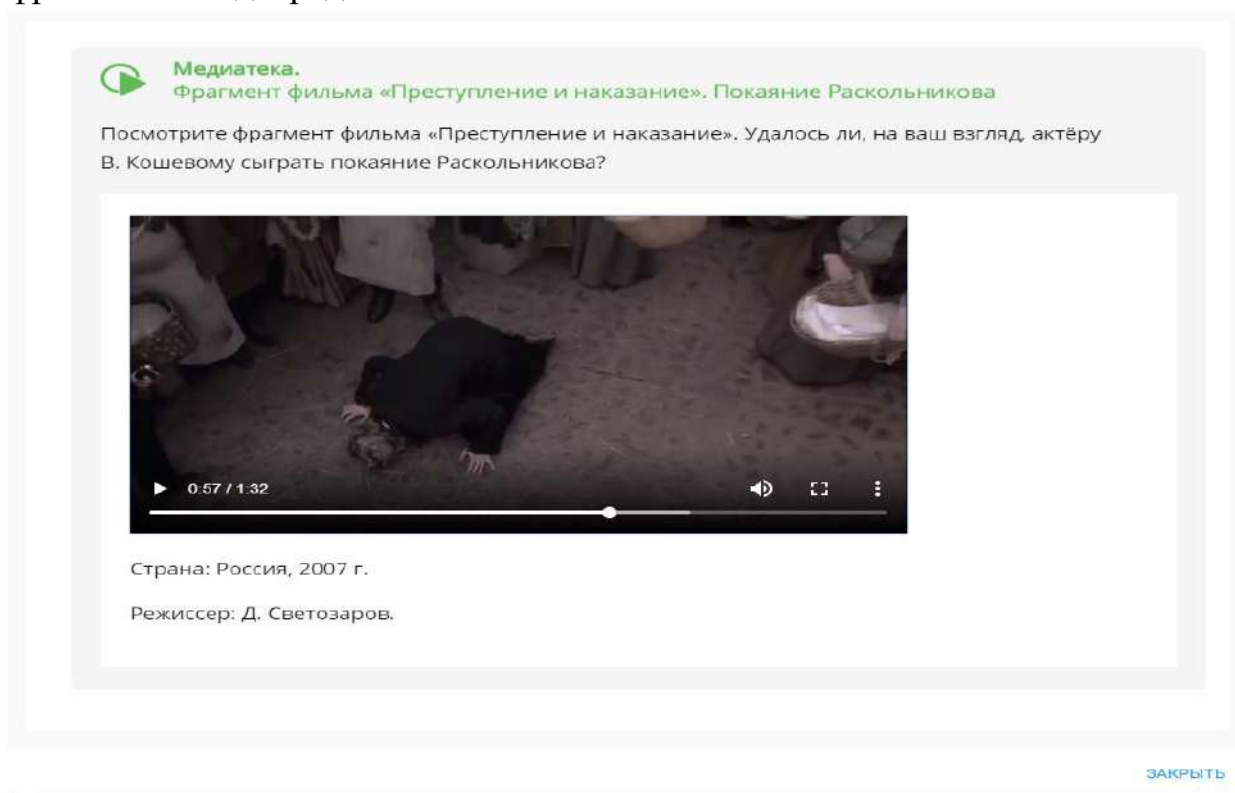 Медиатека.
Фрагмент фильма «Преступление и наказание». Покаяние Раскольникова
Посмотрите фрагмент фильма «Преступление и наказание». Удалось ли, на ваш взгляд, актёру
В. Кошевому сыграть покаяние Раскольникова?
0:57 / 1:32
Страна: Россия, 2007 г.
Режиссер: Д. Светозаров.
ЗАКРЫТЬ